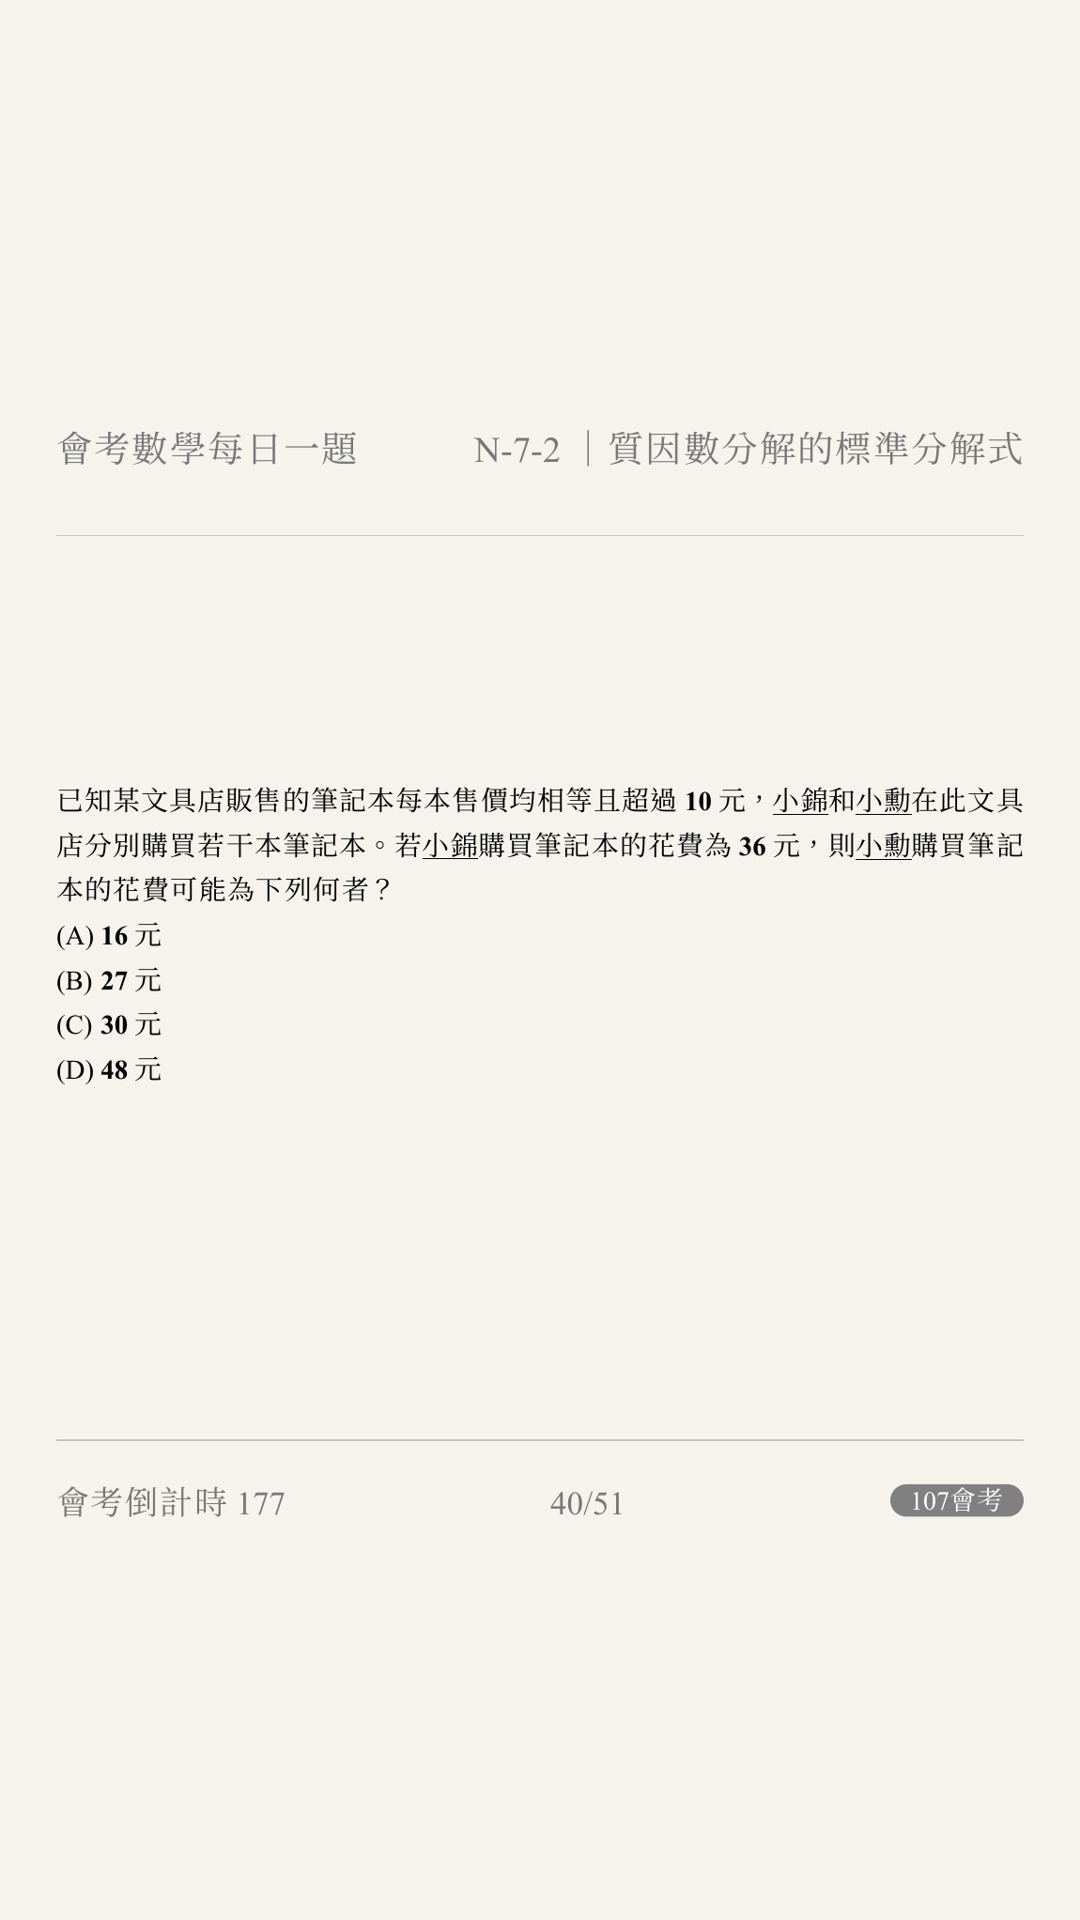 會考數學每日一題
N-7-2｜質因數分解的標準分解式
已知某文具店販售的筆記本每本售價均相等且超過 10 元，小錦和小勳在此文具
店分別購買若干本筆記本。若小錦購買筆記本的花費為 36 元，則小勳購買筆記
本的花費可能為下列何者？
(A) 16 元
(B) 27 元
(C) 30 元
(D) 48 元
會考倒計時 177
40/51
107會考